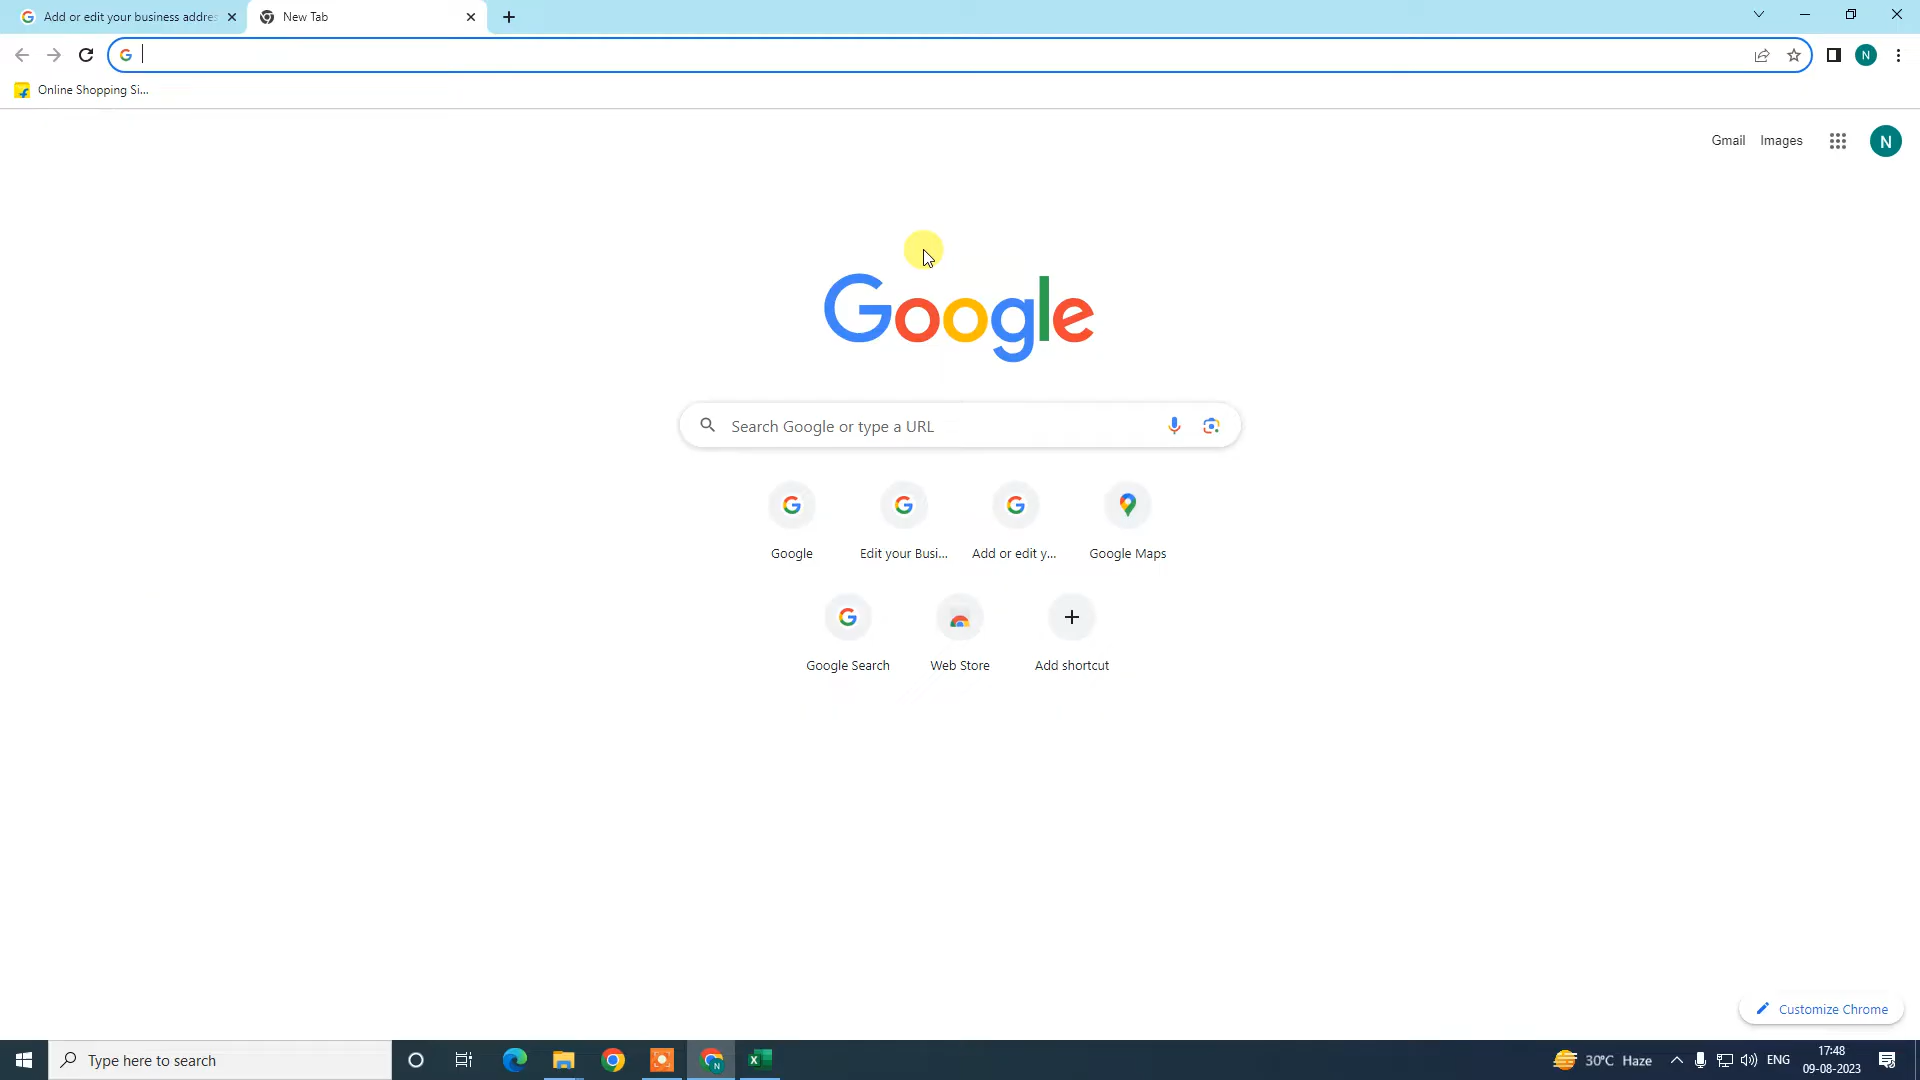 Add or edit your business addres
New Tab
Online Shopping Si...
Gmail
Images
N
Google
Search Google or type a URL
Google
Edit your Busi...
Add or edit y...
Google Maps
Google Search
Web Store
Add shortcut
Customize Chrome
Type here to search
30°C Haze
ENG
17:48
09-08-2023